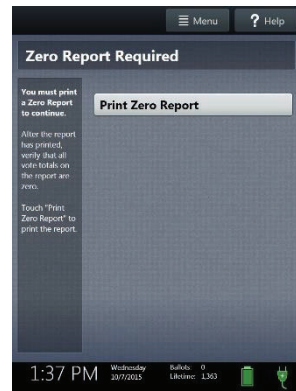 Menu
? Help
Zero Report Required
You must print
a Zero Report
to continue.
After the report
has printed,
verify that all
vote totals on
the report are
zero.
Touch "Print
Zero Report" to
print the report.
Print Zero Report
1:37 PM
Wednesday
10/7/2015
Ballots: 0
Lifetime: 1,363